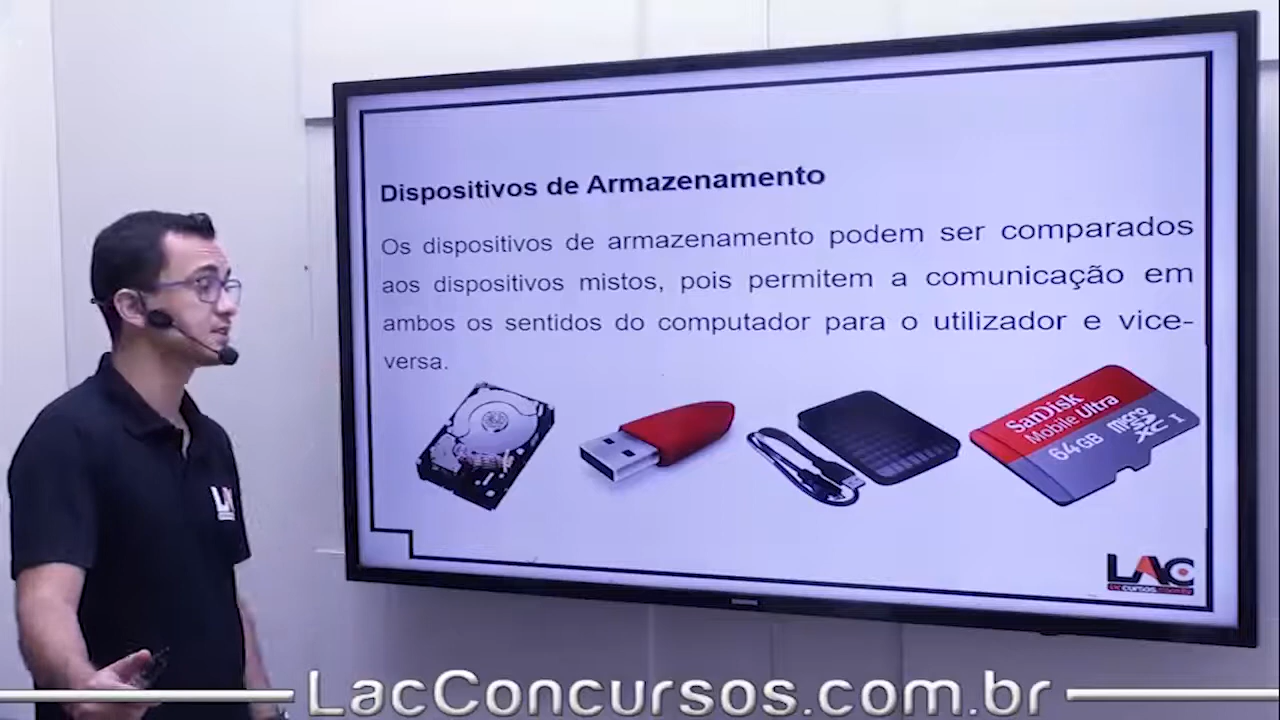 Dispositivos de Armazenamento
Os dispositivos de armazenamento podem ser comparados
aos dispositivos mistos, pois permitem a comunicação em
ambos os sentidos do computador para o utilizador e vice-
versa.
SanDisk
Mobile Ultra
64GB
micro
SD
XC I
LAC
LAC
LacConcursos.com.br